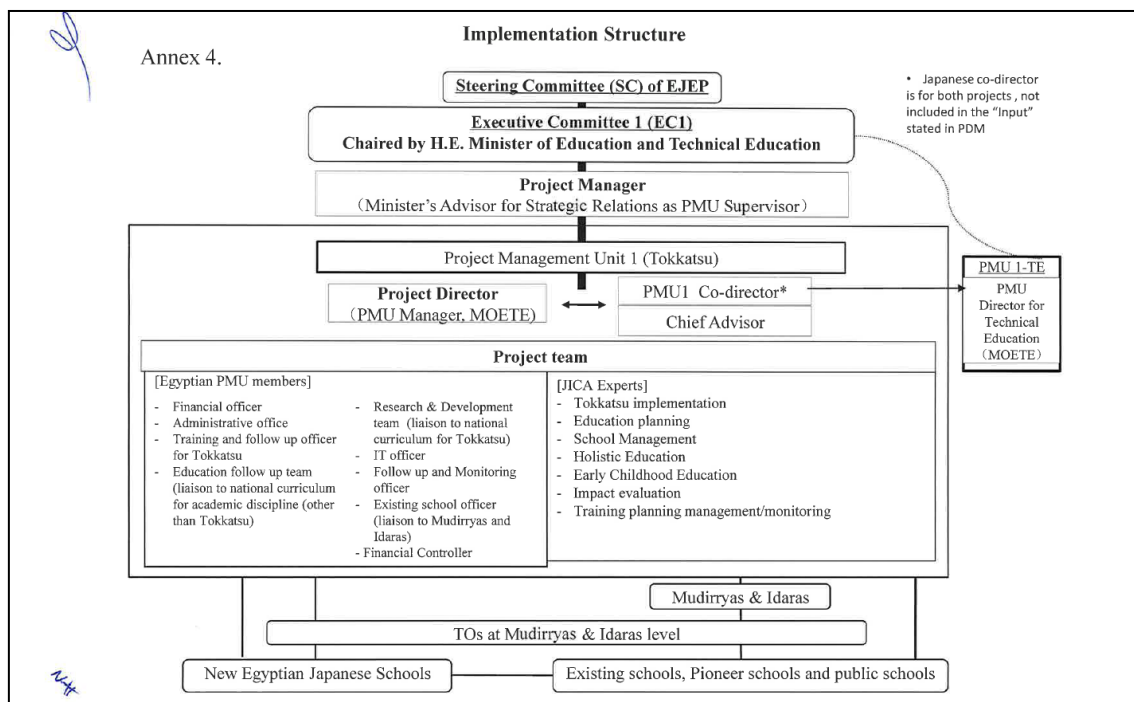 Implementation Structure
Annex 4.
Steering Committee (SC) of EJEP
• Japanese co-director
is for both projects , not
included in the “Input”
stated in PDM
Executive Committee 1 (EC1)
Chaired by H.E. Minister of Education and Technical Education
Project Manager
（Minister’s Advisor for Strategic Relations as PMU Supervisor）
Project Management Unit 1 (Tokkatsu)
Project Director
(PMU Manager, MOETE)
PMU1 Co-director*
Chief Advisor
PMU 1-TE
PMU
Director for
Technical
Education
（MOETE）
Project team
[Egyptian PMU members]
- Financial officer
- Administrative office
- Training and follow up officer
for Tokkatsu
- Education follow up team
(liaison to national curriculum
for academic discipline (other
than Tokkatsu)
- Research & Development
team (liaison to national
curriculum for Tokkatsu)
- IT officer
- Follow up and Monitoring
officer
- Existing school officer
(liaison to Mudirryas and
Idaras)
- Financial Controller
[JICA Experts]
- Tokkatsu implementation
- Education planning
- School Management
- Holistic Education
- Early Childhood Education
- Impact evaluation
- Training planning management/monitoring
Mudirryas & Idaras
TOs at Mudirryas & Idaras level
New Egyptian Japanese Schools
Existing schools, Pioneer schools and public schools